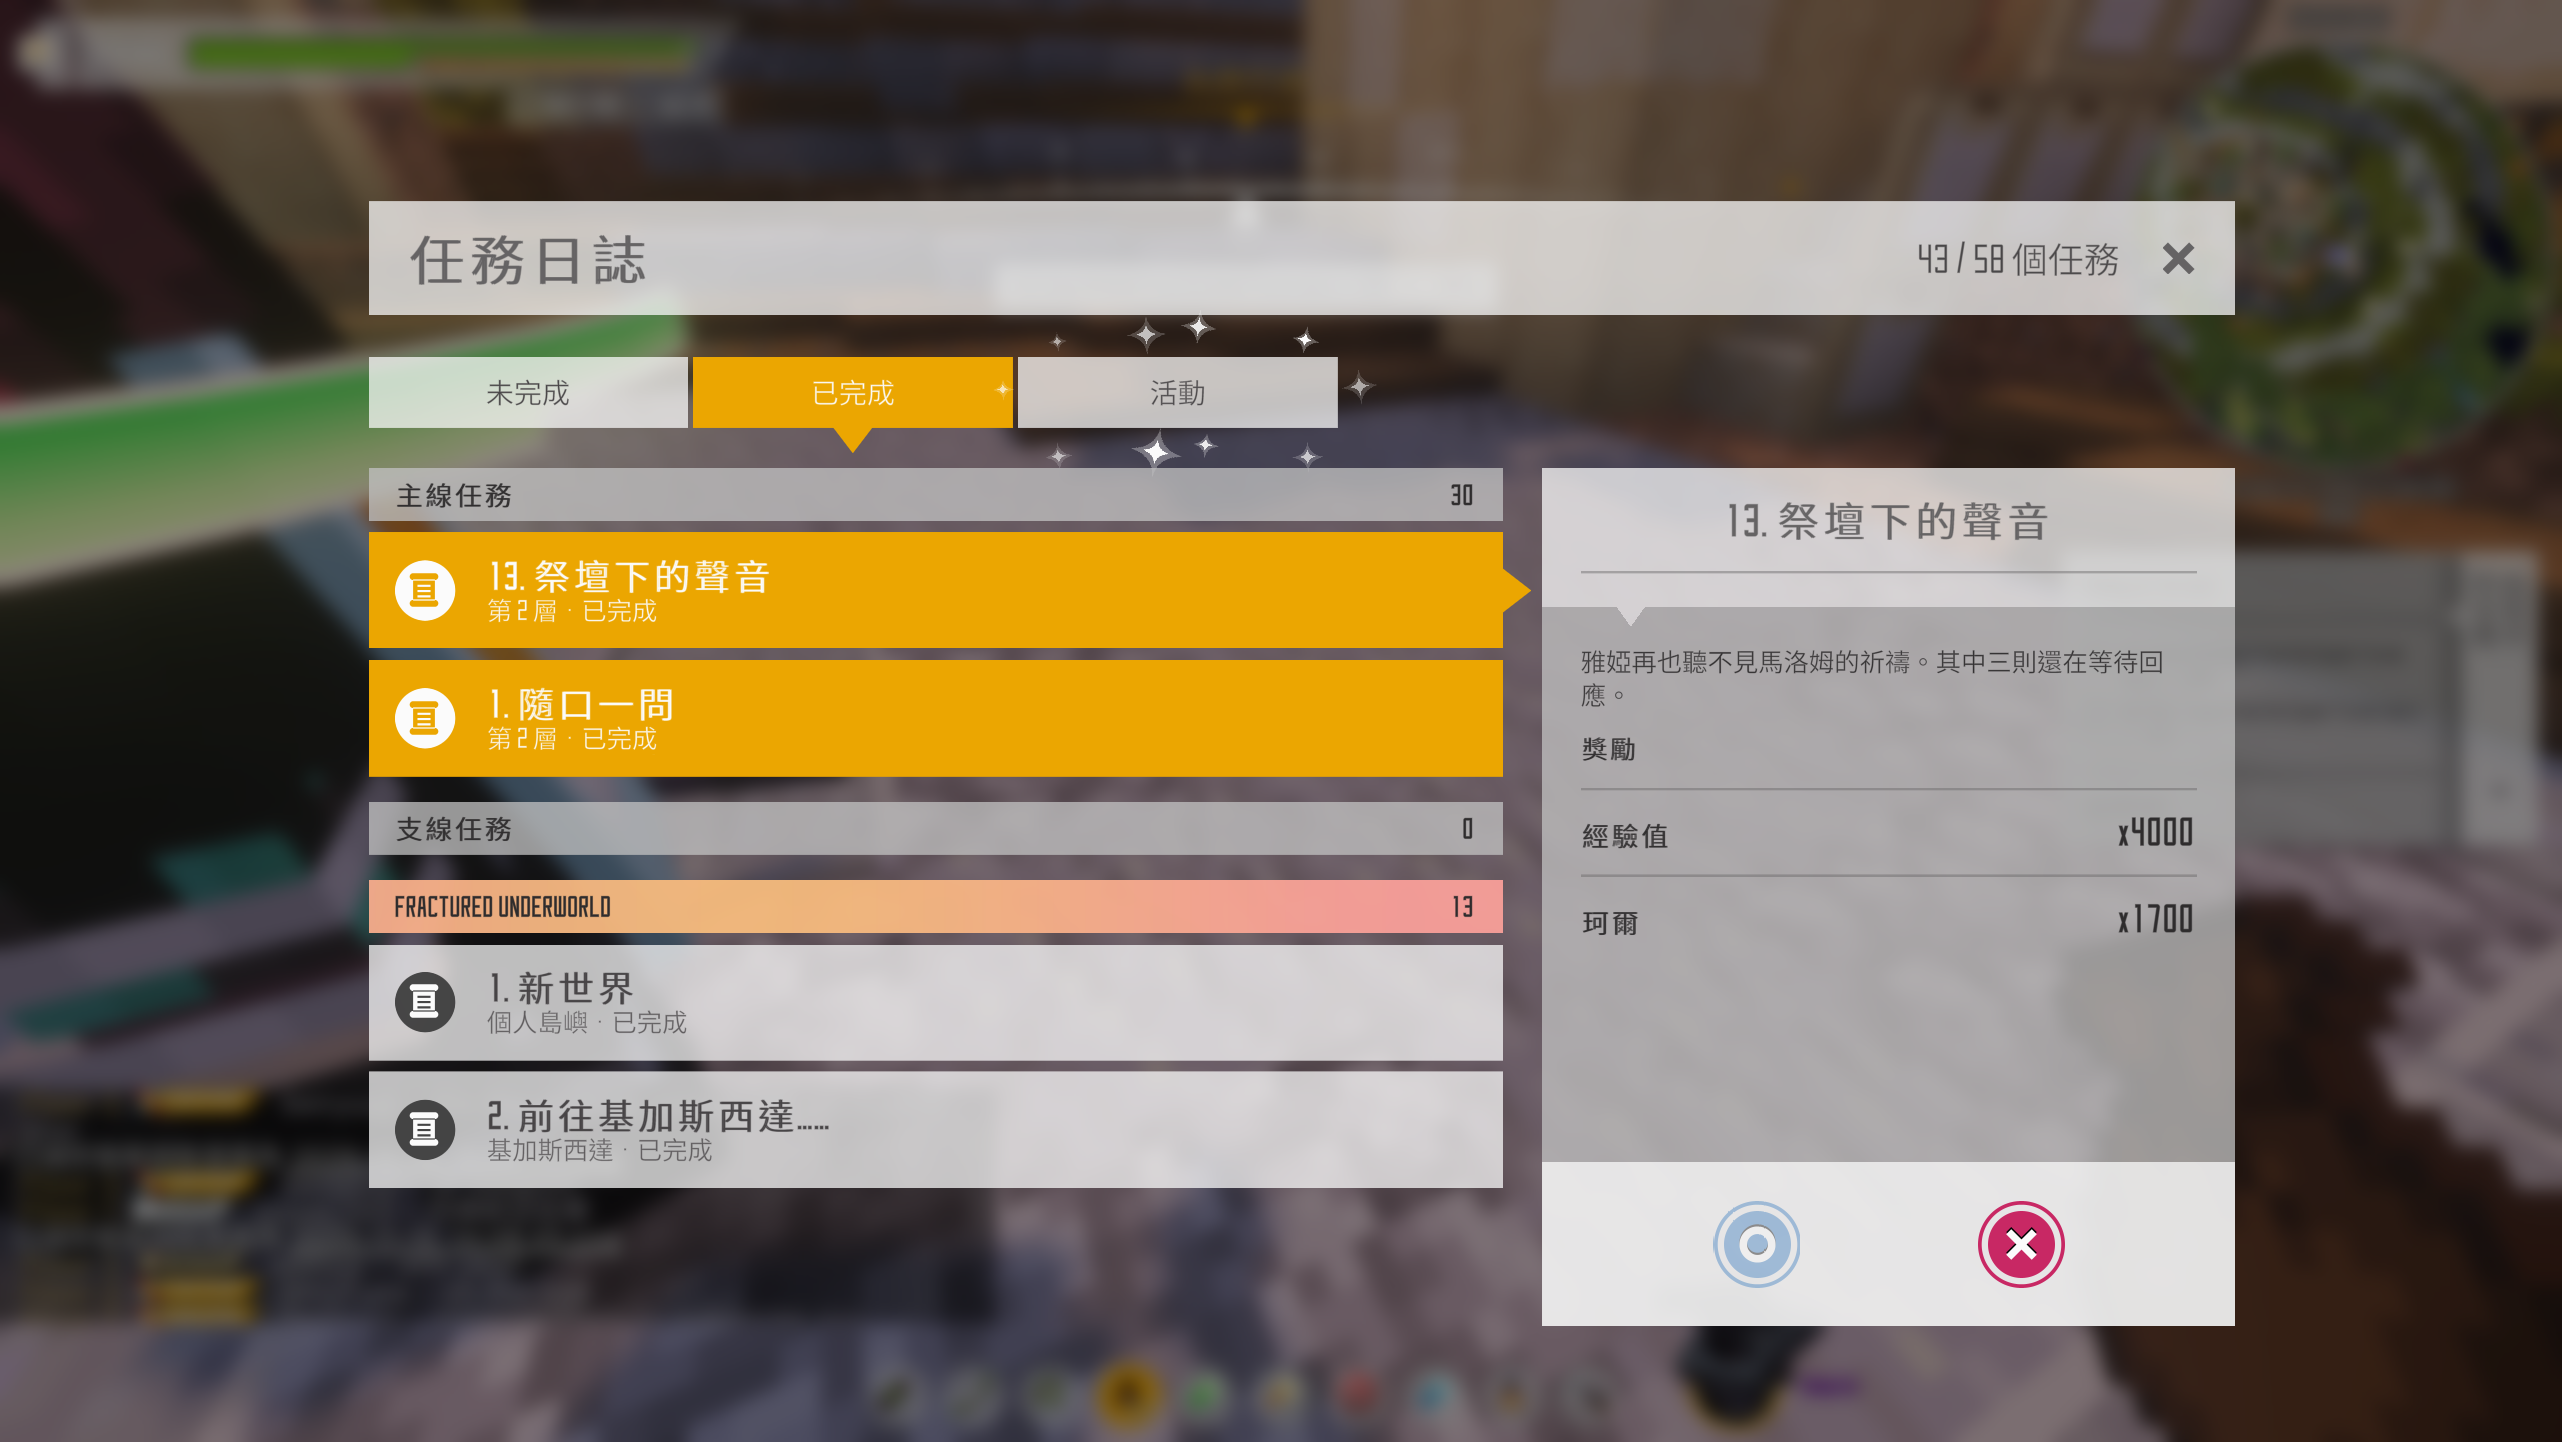 任務日誌
43 / 58 個任務
未完成
已完成
活動
主線任務
30
13. 祭壇下的聲音
第 2 層 · 已完成
1. 隨口一問
第 2 層 · 已完成
支線任務
0
FRACTURED UNDERWORLD
13
1. 新世界
個人島嶼 · 已完成
2. 前往基加斯西達......
基加斯西達 · 已完成
13. 祭壇下的聲音
雅婭再也聽不見馬洛姆的祈禱。其中三則還在等待回
應。
獎勵
經驗值
x4000
珂爾
x1700